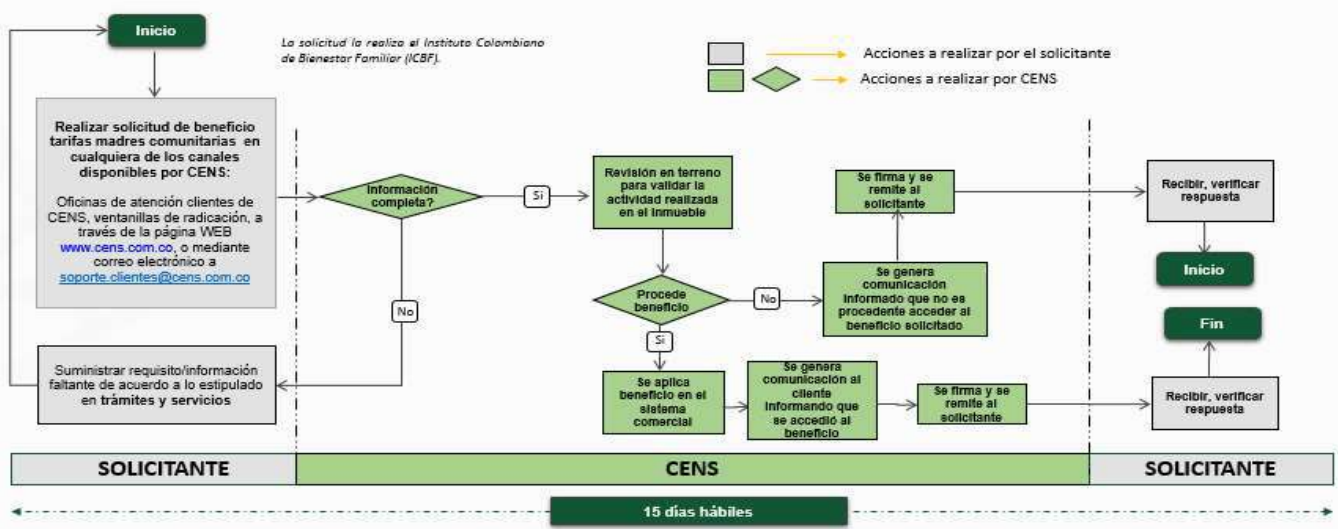 Inicio
La solicitud la realiza el Instituto Colombiano
de Bienestar Familiar (ICBF).
Acciones a realizar por el solicitante
Acciones a realizar por CENS
Realizar solicitud de beneficio
tarifas madres comunitarias en
cualquiera de los canales
disponibles por CENS:
Oficinas de atención clientes de
CENS, ventanillas de radicación, a
través de la página WEB
www.cens.com.co, o mediante
correo electrónico a
soporte.clientes@cens.com.co
Suministrar requisito/información
faltante de acuerdo a lo estipulado
en trámites y servicios
Información
completa?
Si
No
Revisión en terreno
para validar la
actividad realizada
en el inmueble
Procede
beneficio
No
Si
Se genera
comunicación
informado que no es
procedente acceder al
beneficio solicitado
Se firma y se
remite al
solicitante
Recibir, verificar
respuesta
Inicio
Se aplica
beneficio en el
sistema
comercial
Se genera
comunicación al
cliente
informando que
se accedió al
beneficio
Se firma y se
remite al
solicitante
Recibir, verificar
respuesta
Fin
SOLICITANTE
CENS
SOLICITANTE
15 días hábiles